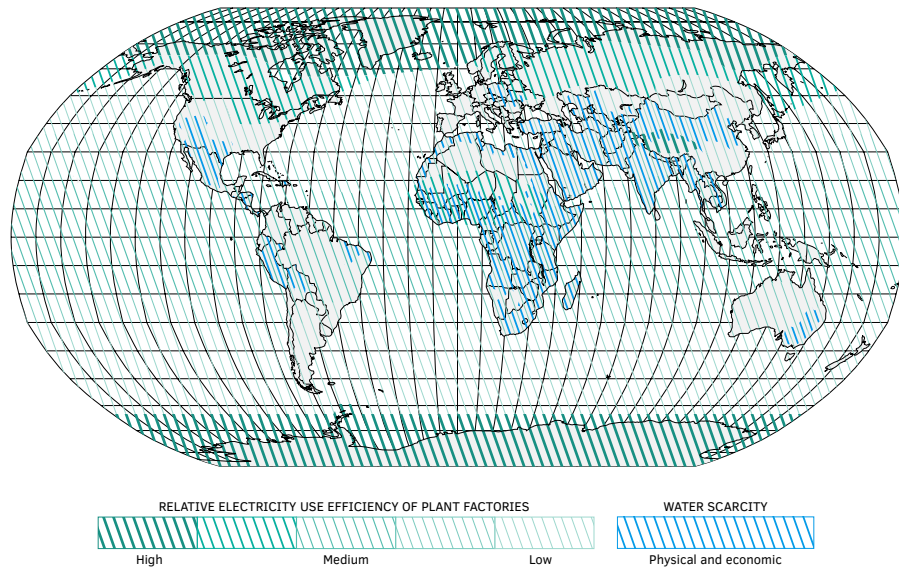 RELATIVE ELECTRICITY USE EFFICIENCY OF PLANT FACTORIES
WATER SCARCITY
High
Medium
Low
Physical and economic